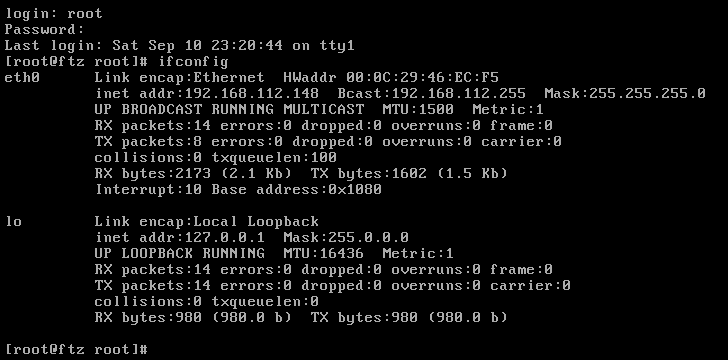 login: root
Password:
Last login: Sat Sep 10 23:20:44 on tty1
[root@ftz root]# ifconfig
eth0      Link encap:Ethernet  HWaddr 00:0C:29:46:EC:F5
          inet addr:192.168.112.148  Bcast:192.168.112.255  Mask:255.255.255.0
          UP BROADCAST RUNNING MULTICAST  MTU:1500  Metric:1
          RX packets:14 errors:0 dropped:0 overruns:0 frame:0
          TX packets:8 errors:0 dropped:0 overruns:0 carrier:0
          collisions:0 txqueuelen:100
          RX bytes:2173 (2.1 Kb)  TX bytes:1602 (1.5 Kb)
          Interrupt:10 Base address:0x1080

lo        Link encap:Local Loopback
          inet addr:127.0.0.1  Mask:255.0.0.0
          UP LOOPBACK RUNNING  MTU:16436  Metric:1
          RX packets:14 errors:0 dropped:0 overruns:0 frame:0
          TX packets:14 errors:0 dropped:0 overruns:0 carrier:0
          collisions:0 txqueuelen:0
          RX bytes:980 (980.0 b)  TX bytes:980 (980.0 b)

[root@ftz root]#